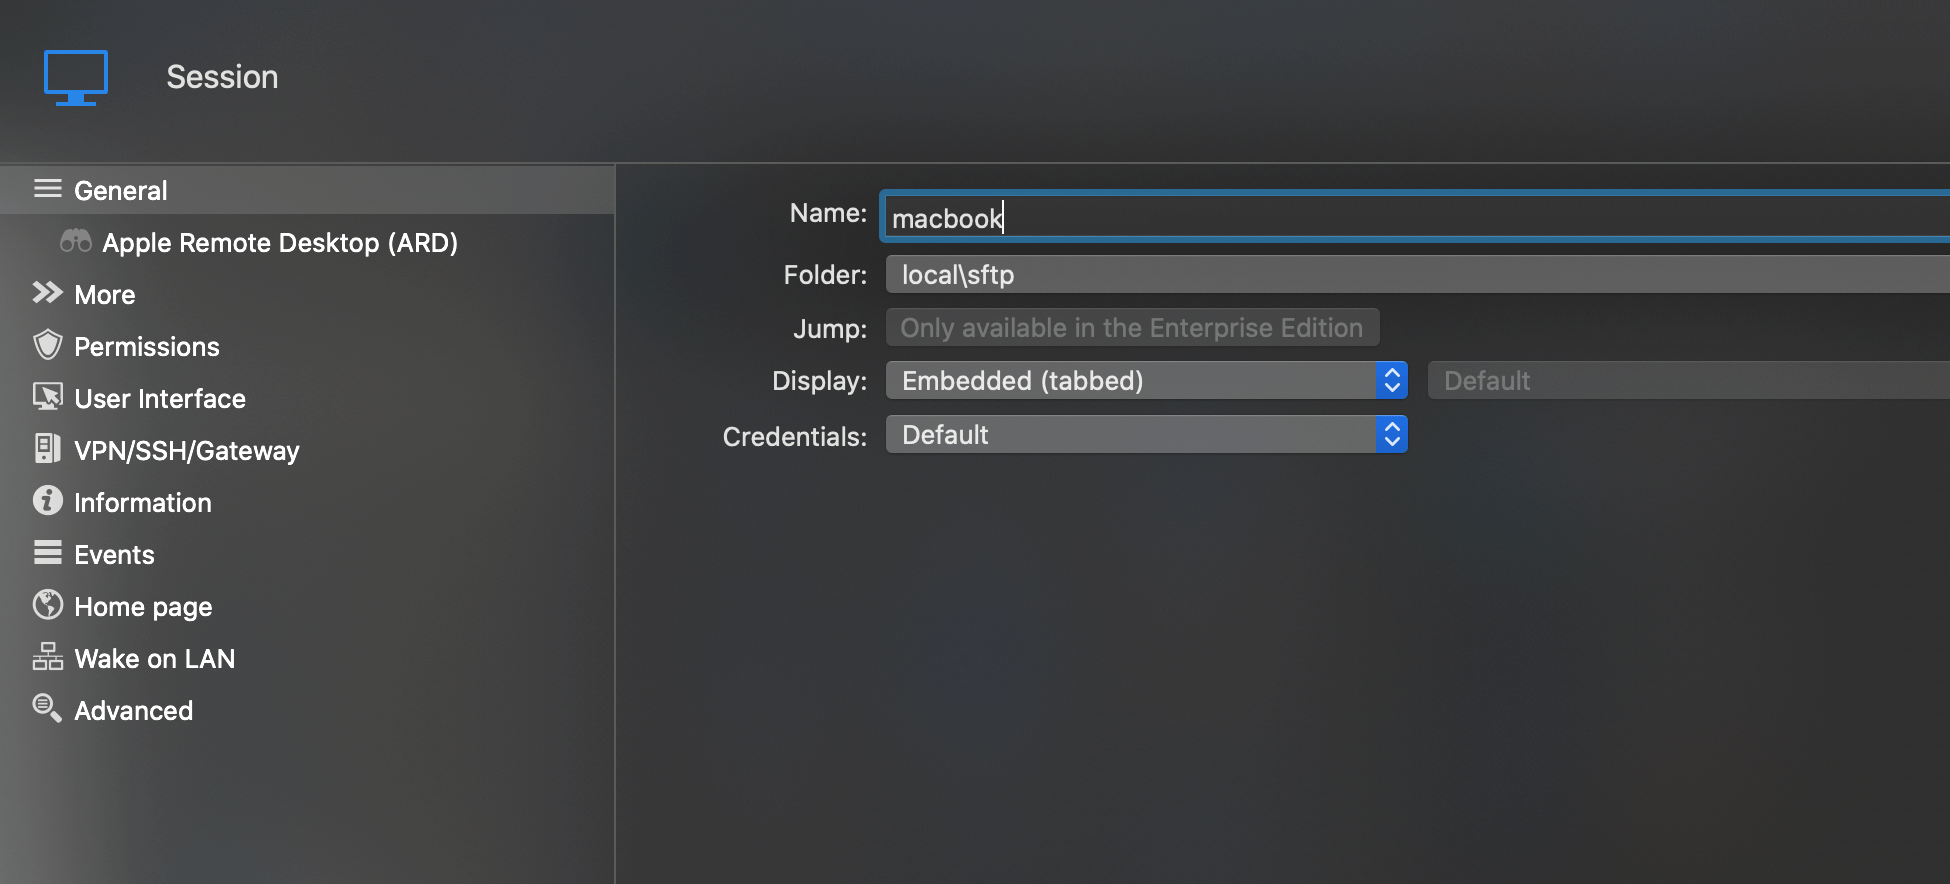 Session
General
Apple Remote Desktop (ARD)
More
Permissions
User Interface
VPN/SSH/Gateway
Information
Events
Home page
Wake on LAN
Advanced
Name: macbook
Folder: local\sftp
Jump: Only available in the Enterprise Edition
Display: Embedded (tabbed) Default
Credentials: Default